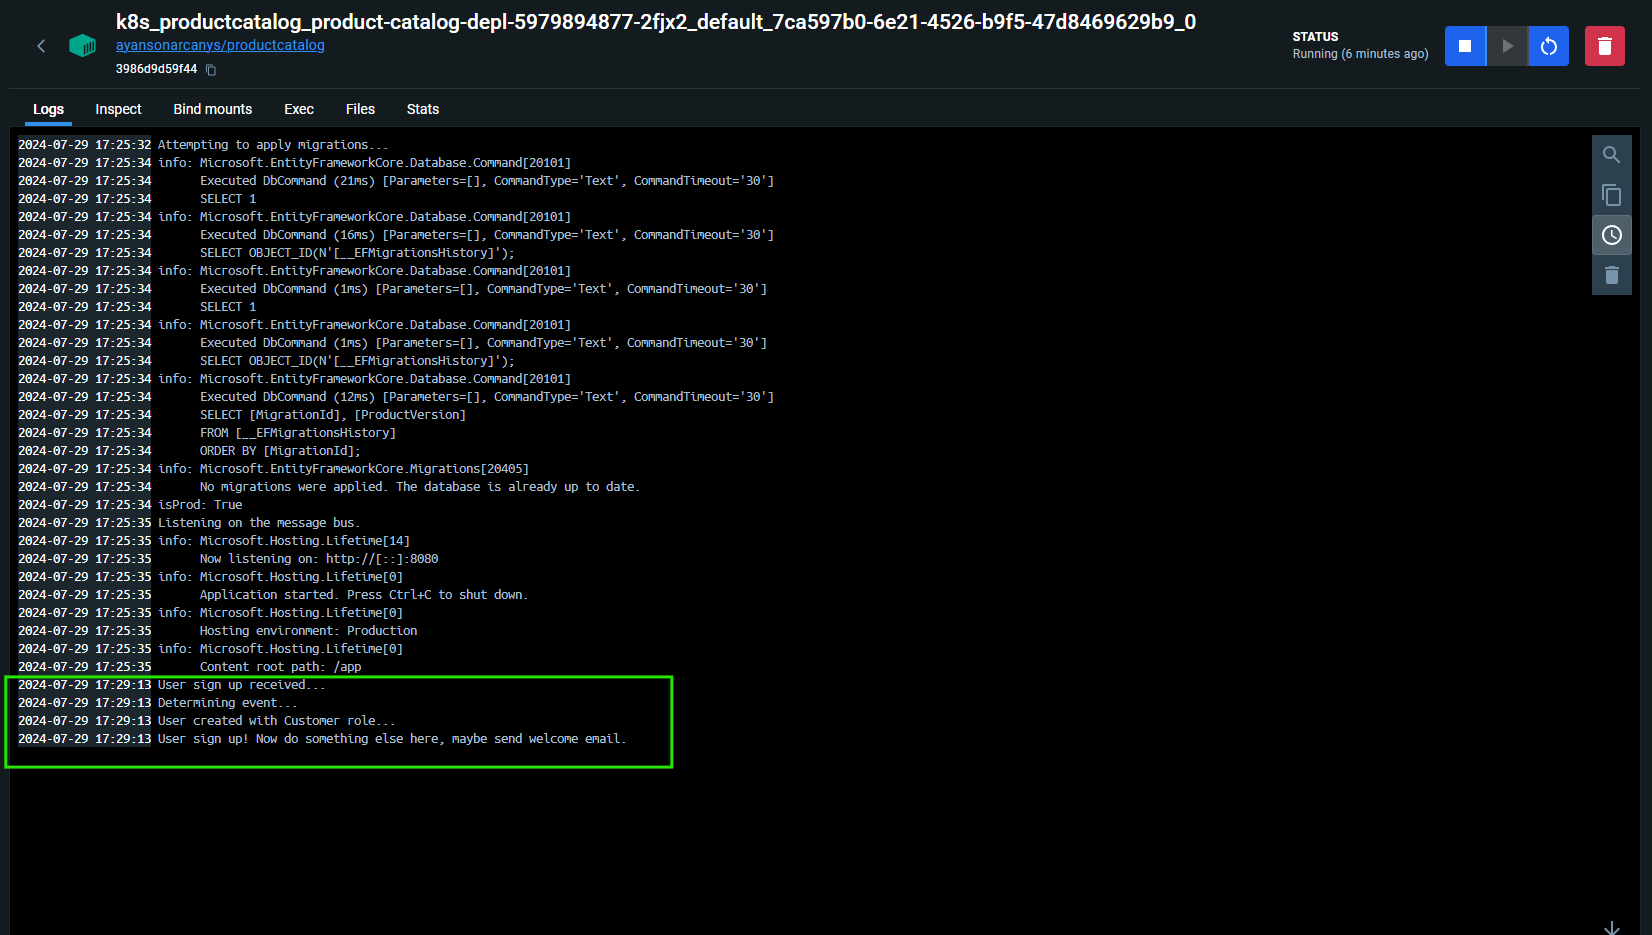 k8s_productcatalog_product-catalog-depl-5979894877-2fjx2_default_7ca597b0-6e21-4526-b9f5-47d8469629b9_0
ayansonarcanys/productcatalog
3986d9d59f44
STATUS
Running (6 minutes ago)
Logs Inspect Bind mounts Exec Files Stats
2024-07-29 17:25:32 Attempting to apply migrations...
2024-07-29 17:25:34 info: Microsoft.EntityFrameworkCore.Database.Command[20101]
2024-07-29 17:25:34       Executed DbCommand (21ms) [Parameters=[], CommandType='Text', CommandTimeout='30']
2024-07-29 17:25:34       SELECT 1
2024-07-29 17:25:34 info: Microsoft.EntityFrameworkCore.Database.Command[20101]
2024-07-29 17:25:34       Executed DbCommand (16ms) [Parameters=[], CommandType='Text', CommandTimeout='30']
2024-07-29 17:25:34       SELECT OBJECT_ID(N'[__EFMigrationsHistory]');
2024-07-29 17:25:34 info: Microsoft.EntityFrameworkCore.Database.Command[20101]
2024-07-29 17:25:34       Executed DbCommand (1ms) [Parameters=[], CommandType='Text', CommandTimeout='30']
2024-07-29 17:25:34       SELECT 1
2024-07-29 17:25:34 info: Microsoft.EntityFrameworkCore.Database.Command[20101]
2024-07-29 17:25:34       Executed DbCommand (1ms) [Parameters=[], CommandType='Text', CommandTimeout='30']
2024-07-29 17:25:34       SELECT OBJECT_ID(N'[__EFMigrationsHistory]');
2024-07-29 17:25:34 info: Microsoft.EntityFrameworkCore.Database.Command[20101]
2024-07-29 17:25:34       Executed DbCommand (12ms) [Parameters=[], CommandType='Text', CommandTimeout='30']
2024-07-29 17:25:34       SELECT [MigrationId], [ProductVersion]
2024-07-29 17:25:34       FROM [__EFMigrationsHistory]
2024-07-29 17:25:34       ORDER BY [MigrationId];
2024-07-29 17:25:34 info: Microsoft.EntityFrameworkCore.Migrations[20405]
2024-07-29 17:25:34       No migrations were applied. The database is already up to date.
2024-07-29 17:25:34 isProd: True
2024-07-29 17:25:35 Listening on the message bus.
2024-07-29 17:25:35 info: Microsoft.Hosting.Lifetime[14]
2024-07-29 17:25:35       Now listening on: http://[::]:8080
2024-07-29 17:25:35 info: Microsoft.Hosting.Lifetime[0]
2024-07-29 17:25:35       Application started. Press Ctrl+C to shut down.
2024-07-29 17:25:35 info: Microsoft.Hosting.Lifetime[0]
2024-07-29 17:25:35       Hosting environment: Production
2024-07-29 17:25:35 info: Microsoft.Hosting.Lifetime[0]
2024-07-29 17:25:35       Content root path: /app
2024-07-29 17:29:13 User sign up received...
2024-07-29 17:29:13 Determining event...
2024-07-29 17:29:13 User created with Customer role...
2024-07-29 17:29:13 User sign up! Now do something else here, maybe send welcome email.